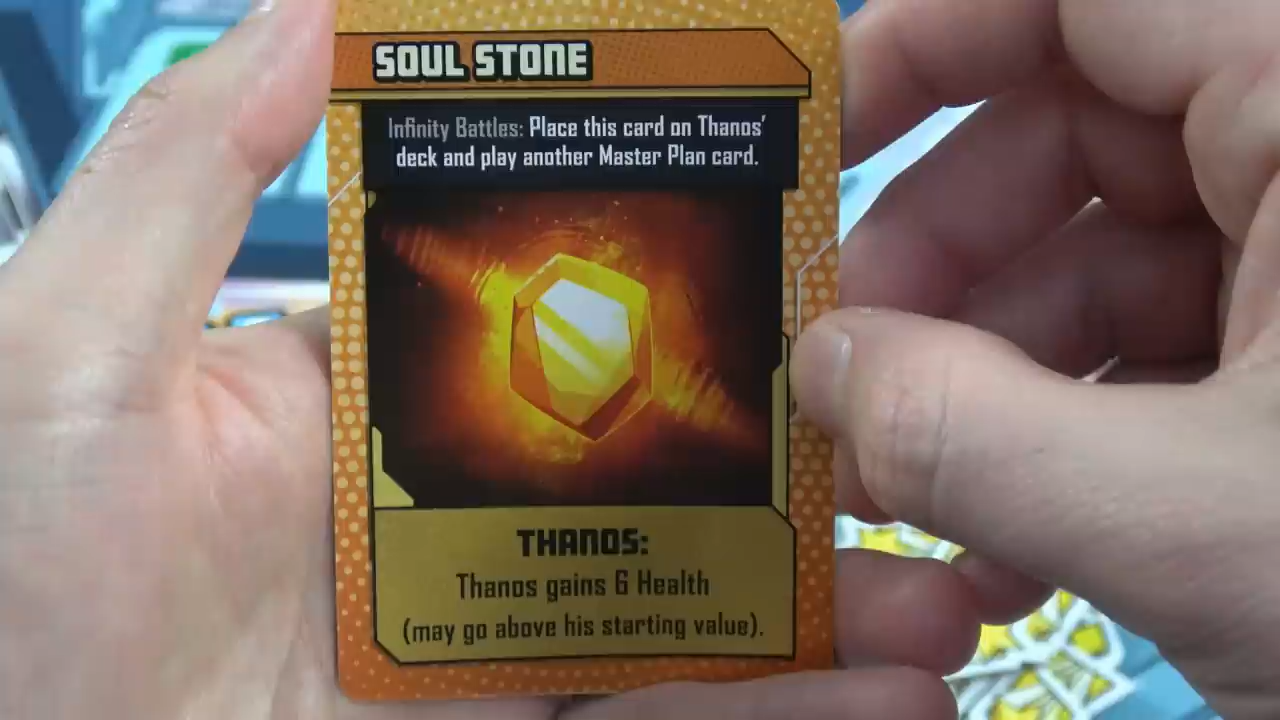 SOUL STONE
Infinity Battles: Place this card on Thanos'
deck and play another Master Plan card.
THANOS:
Thanos gains 6 Health
(may go above his starting value).